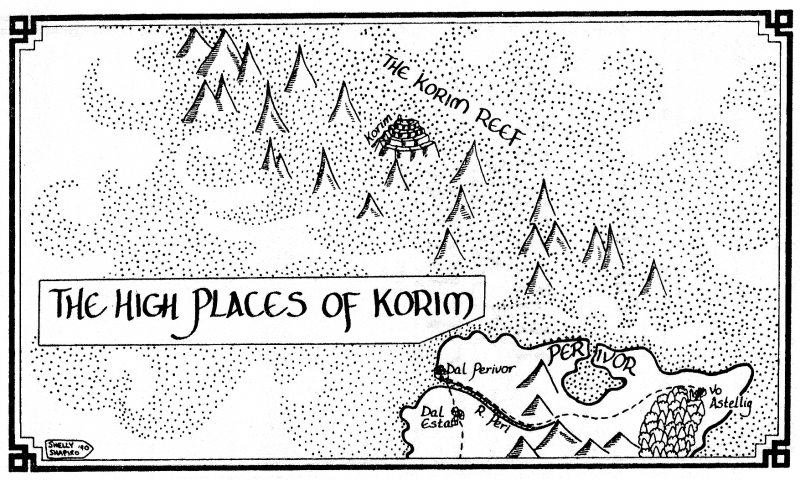 THE KORIM REEF
Korim
THE HIGH PLACES OF KORIM
PERIVOR
Dal Perivor
Vo
Astellig
Dal
Estal
R. Perl
SHELLY
SHAPIRO '90